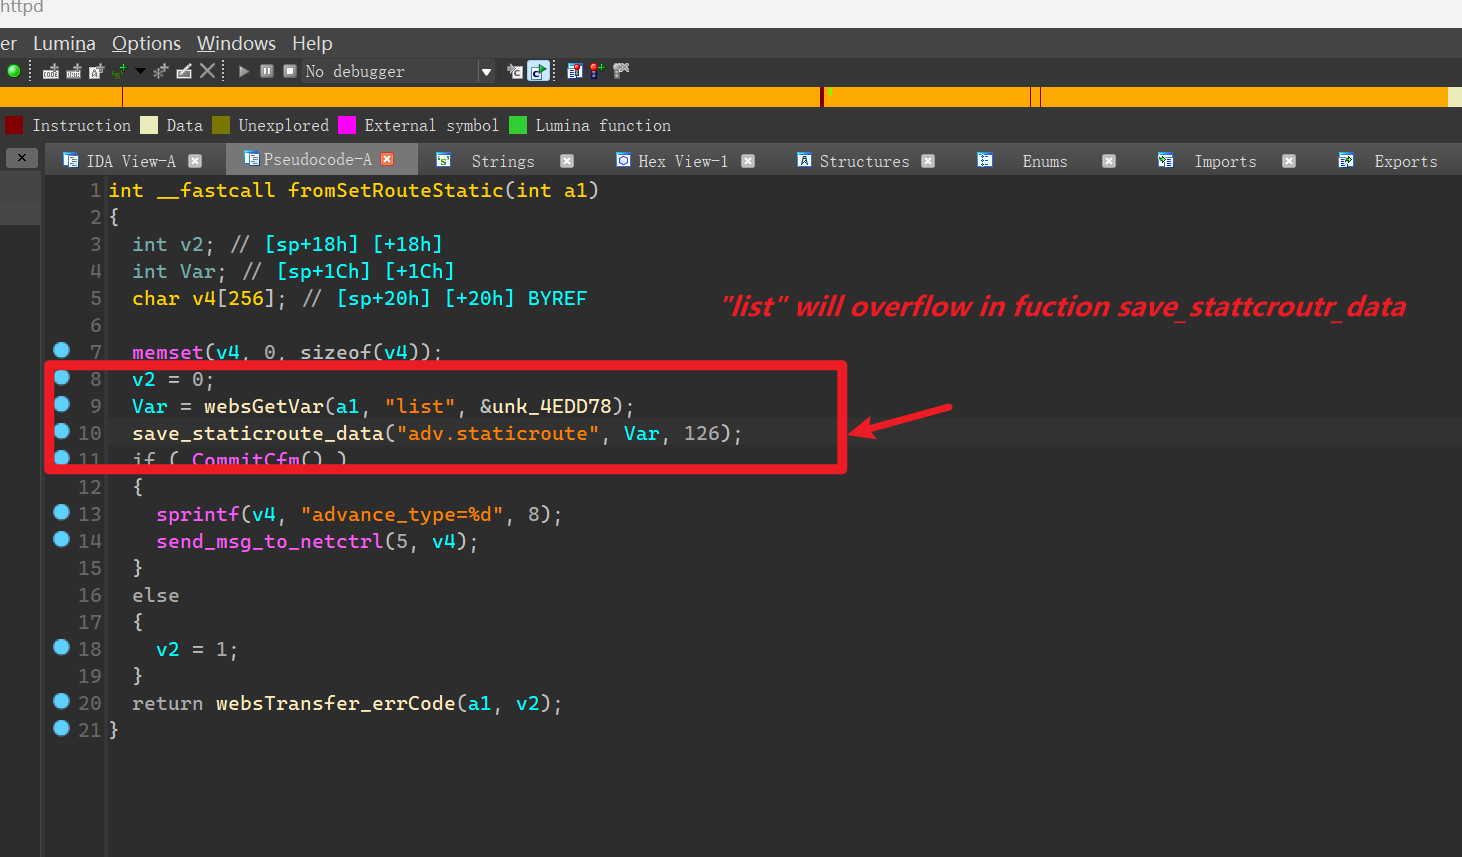 httpd
er Lumina Options Windows Help
No debugger
Instruction Data Unexplored External symbol Lumina function
IDA View-A Pseudocode-A Strings Hex View-1 Structures Enums Imports Exports
1 int __fastcall fromSetRouteStatic(int a1)
2 {
3 int v2; // [sp+18h] [+18h]
4 int Var; // [sp+1Ch] [+1Ch]
5 char v4[256]; // [sp+20h] [+20h] BYREF
"list" will overflow in fuction save_stattcroutr_data
6
7 memset(v4, 0, sizeof(v4));
8 v2 = 0;
9 Var = websGetVar(a1, "list", &unk_4EDD78);
10 save_staticroute_data("adv.staticroute", Var, 126);
11 if ( CommitCfm() )
12 {
13 sprintf(v4, "advance_type=%d", 8);
14 send_msg_to_netctrl(5, v4);
15 }
16 else
17 {
18 v2 = 1;
19 }
20 return websTransfer_errCode(a1, v2);
21 }